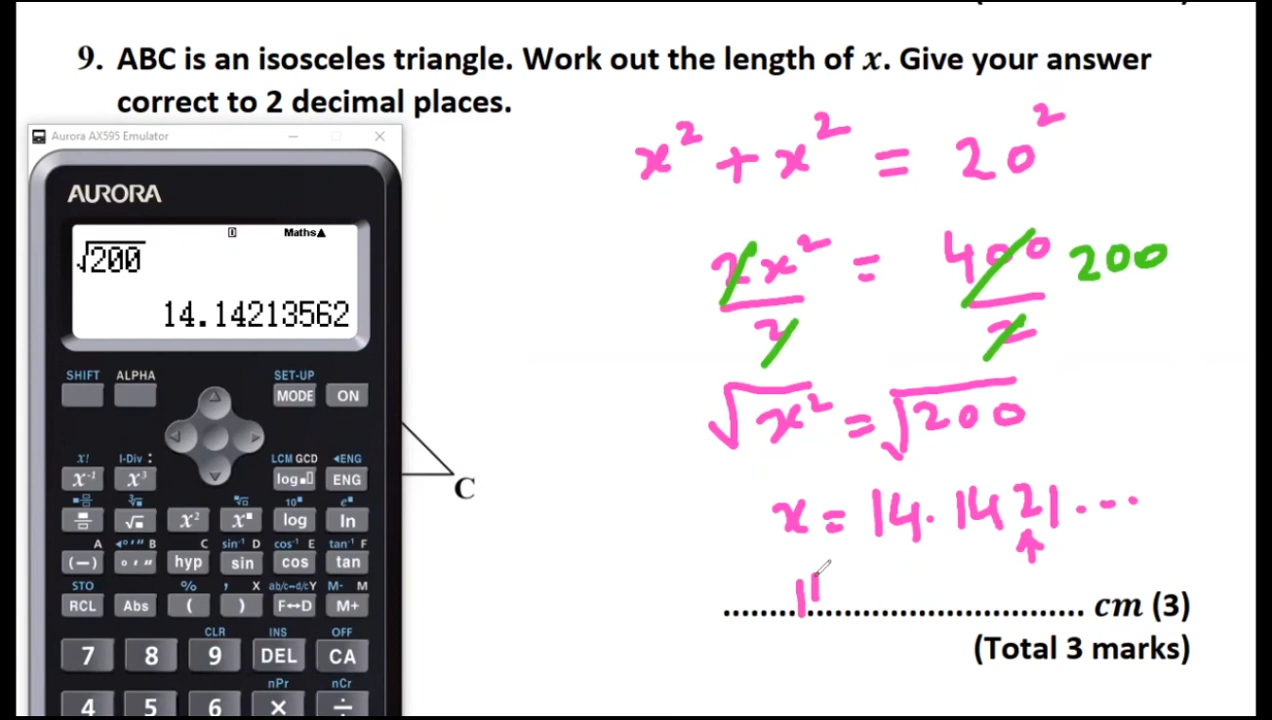 9. ABC is an isosceles triangle. Work out the length of x. Give your answer
correct to 2 decimal places.
Aurora AX595 Emulator
AURORA
Maths▲
√200
14.14213562
SHIFT ALPHA SET-UP
MODE ON
x! I-Div : LCM GCD ◄ENG
x⁻¹ x³ log ENG
10■ e■
√■ x² x■ log ln
A B C sin⁻¹ D cos⁻¹ E tan⁻¹ F
(−) ° ′ ″ hyp sin cos tan
STO % , X ab/c↔d/c Y M- M
RCL Abs ( ) F↔D M+
CLR INS OFF
7 8 9 DEL CA
nPr nCr
4 5 6 × ÷
C
x² + x² = 20²
2x² = 400 200
2 2
√x² = √200
x = 14.1421...
cm (3)
(Total 3 marks)